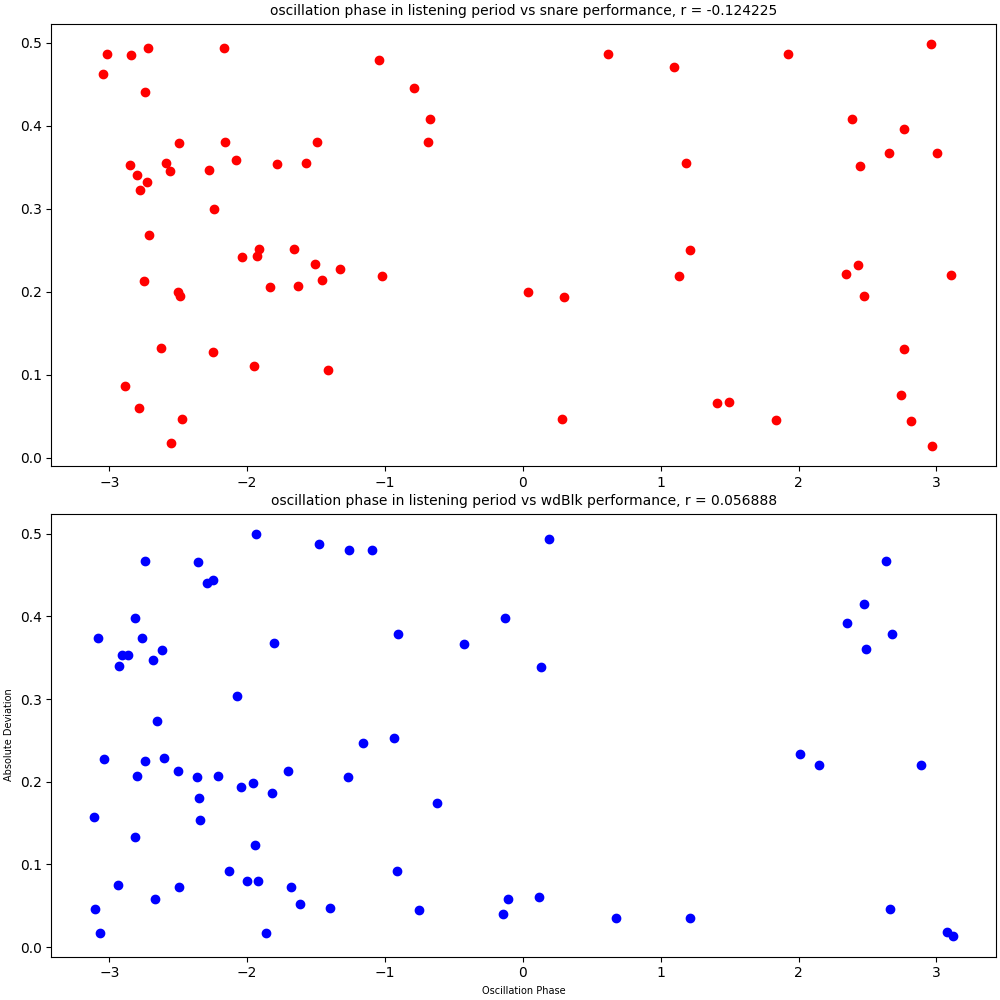 oscillation phase in listening period vs snare performance, r = -0.124225
0.5
0.4
0.3
0.2
0.1
0.0
−3 −2 −1 0 1 2 3
oscillation phase in listening period vs wdBlk performance, r = 0.056888
0.5
0.4
0.3
0.2
0.1
0.0
Absolute Deviation
−3 −2 −1 0 1 2 3
Oscillation Phase